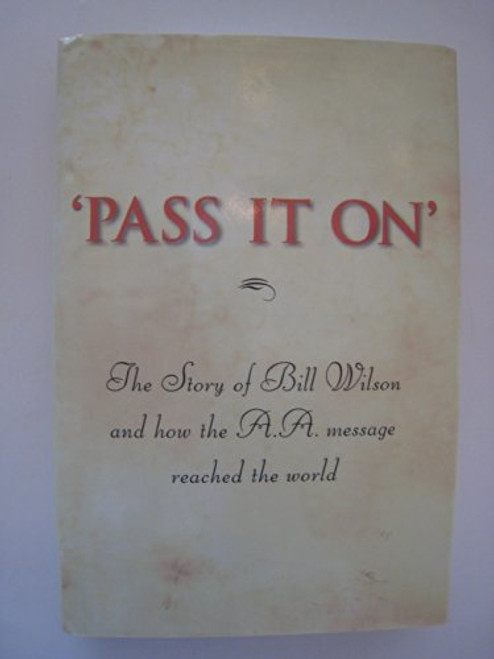 ‘PASS IT ON’
The Story of Bill Wilson
and how the A.A. message
reached the world